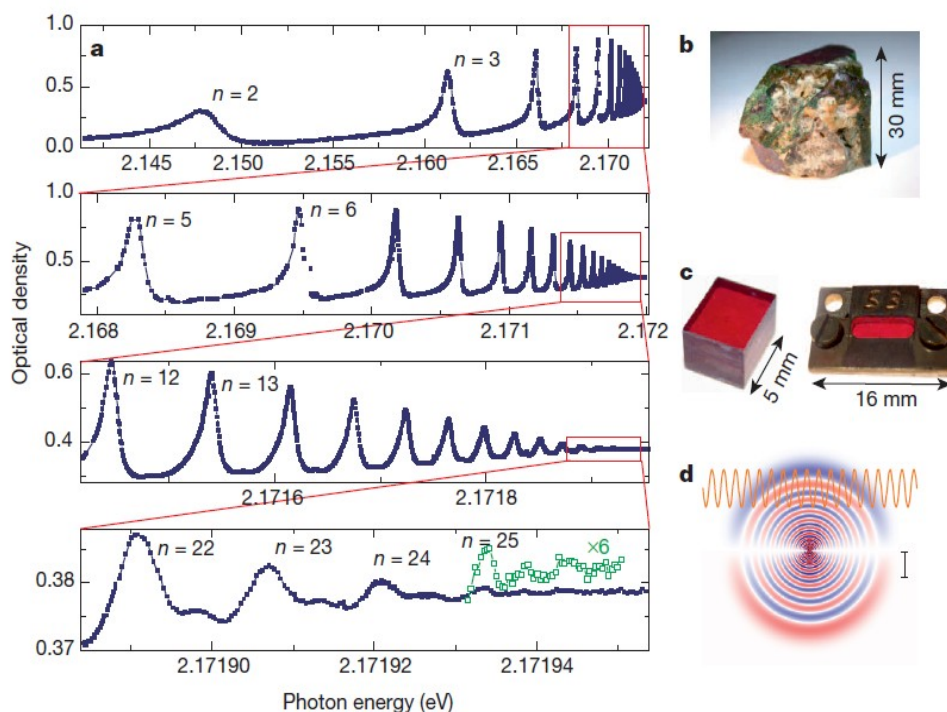 a
Optical density
1.0
0.5
0.0
n = 2
n = 3
2.145 2.150 2.155 2.160 2.165 2.170
1.0
0.5
n = 5
n = 6
2.168 2.169 2.170 2.171 2.172
0.6
0.4
n = 12
n = 13
2.1716 2.1718
0.38
0.37
n = 22
n = 23
n = 24
n = 25
×6
2.17190 2.17192 2.17194
Photon energy (eV)
b
30 mm
c
5 mm
S S
16 mm
d